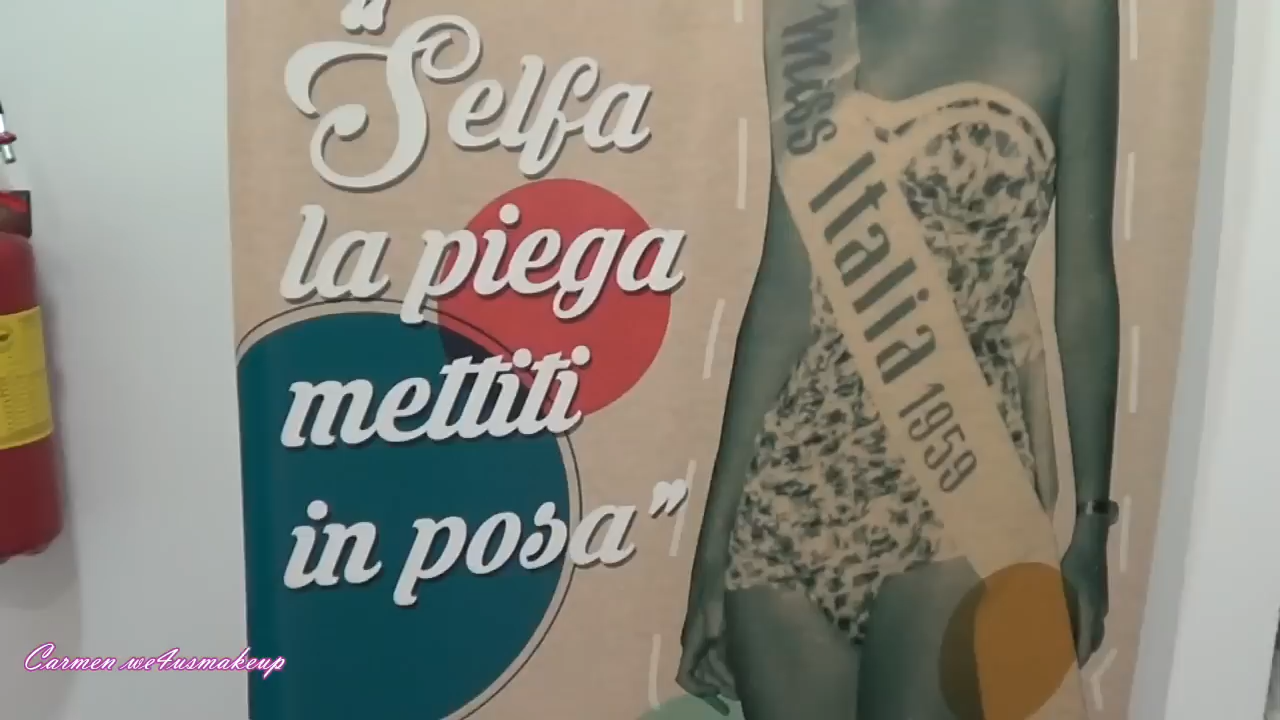 "Selfa
la piega
mettiti
in posa"
Miss Italia 1959
Carmen we4usmakeup